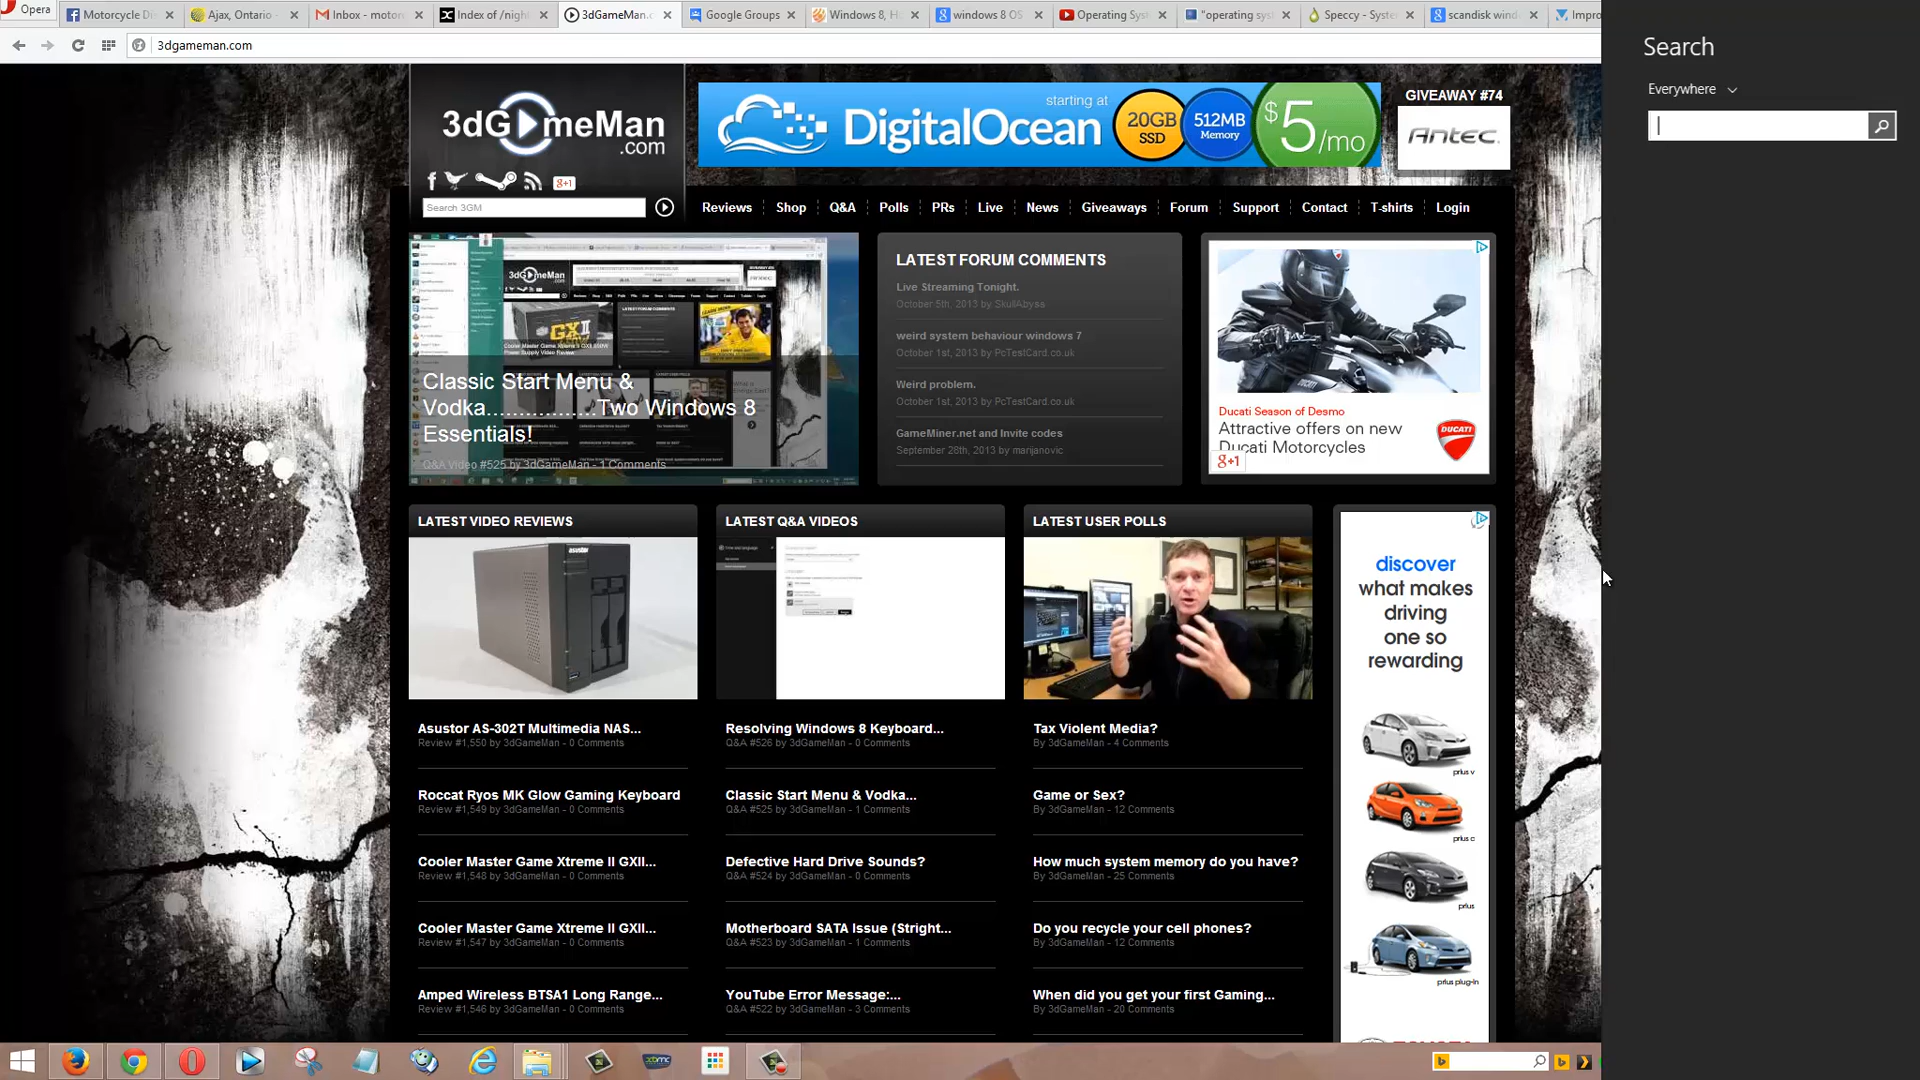 Opera
Motorcycle Di
Ajax, Ontario -
Inbox - motor
Index of /nigh
3dGameMan.c
Google Groups
Windows 8, H
windows 8 OS
Operating Sys
"operating sys
Speccy - Syste
scandisk wind
Impro
3dgameman.com
Search
Everywhere
3dGameMan
.com
g+1
Search 3GM
DigitalOcean
starting at
20GB
SSD
512MB
Memory
$5/mo
GIVEAWAY #74
ANTEC.
Reviews
Shop
Q&A
Polls
PRs
Live
News
Giveaways
Forum
Support
Contact
T-shirts
Login
Classic Start Menu &
Vodka.................Two Windows 8
Essentials!
Q&A Video #525 by 3dGameMan - 1 Comments
LATEST FORUM COMMENTS
Live Streaming Tonight.
October 5th, 2013 by SkullAbyss
weird system behaviour windows 7
October 1st, 2013 by PcTestCard.co.uk
Weird problem.
October 1st, 2013 by PcTestCard.co.uk
GameMiner.net and Invite codes
September 28th, 2013 by manjanovic
Ducati Season of Desmo
Attractive offers on new
Ducati Motorcycles
g+1
DUCATI
LATEST VIDEO REVIEWS
asustor
Asustor AS-302T Multimedia NAS...
Review #1,550 by 3dGameMan - 0 Comments
Roccat Ryos MK Glow Gaming Keyboard
Review #1,549 by 3dGameMan - 0 Comments
Cooler Master Game Xtreme II GXII...
Review #1,548 by 3dGameMan - 0 Comments
Cooler Master Game Xtreme II GXII...
Review #1,547 by 3dGameMan - 0 Comments
Amped Wireless BTSA1 Long Range...
Review #1,546 by 3dGameMan - 0 Comments
LATEST Q&A VIDEOS
Resolving Windows 8 Keyboard...
Q&A #526 by 3dGameMan - 0 Comments
Classic Start Menu & Vodka...
Q&A #525 by 3dGameMan - 1 Comments
Defective Hard Drive Sounds?
Q&A #524 by 3dGameMan - 0 Comments
Motherboard SATA Issue (Stright...
Q&A #523 by 3dGameMan - 1 Comments
YouTube Error Message:...
Q&A #522 by 3dGameMan - 3 Comments
LATEST USER POLLS
Tax Violent Media?
By 3dGameMan - 4 Comments
Game or Sex?
By 3dGameMan - 12 Comments
How much system memory do you have?
By 3dGameMan - 25 Comments
Do you recycle your cell phones?
By 3dGameMan - 12 Comments
When did you get your first Gaming...
By 3dGameMan - 20 Comments
discover
what makes
driving
one so
rewarding
prius v
prius c
prius
prius plug-in
xbmc